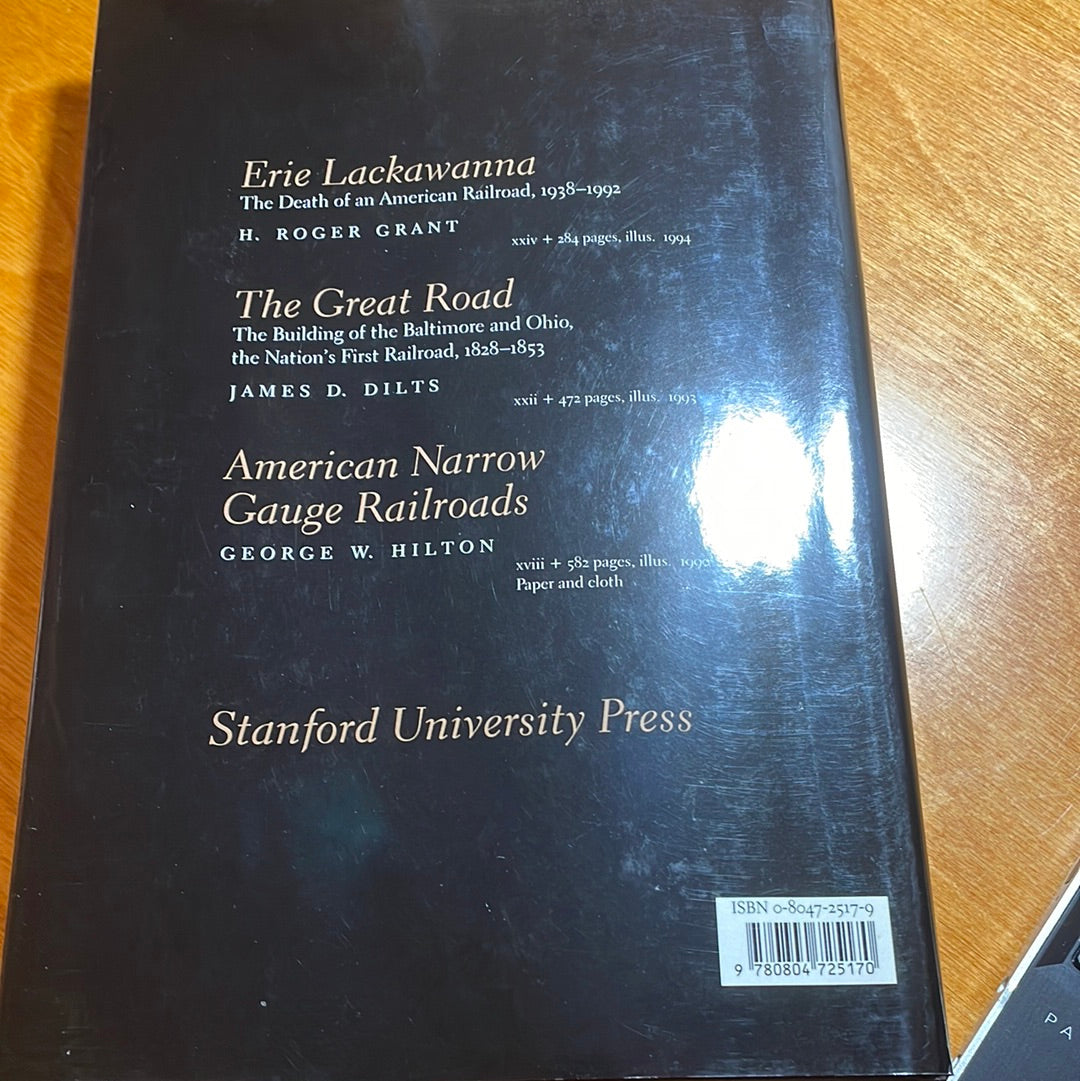 Erie Lackawanna
The Death of an American Railroad, 1938–1992
H. ROGER GRANT
xxiv + 284 pages, illus. 1994
The Great Road
The Building of the Baltimore and Ohio,
the Nation's First Railroad, 1828–1853
JAMES D. DILTS
xxii + 472 pages, illus. 1993
American Narrow
Gauge Railroads
GEORGE W. HILTON
xviii + 582 pages, illus. 1990
Paper and cloth
Stanford University Press
ISBN 0-8047-2517-9
9 780804 725170
PA